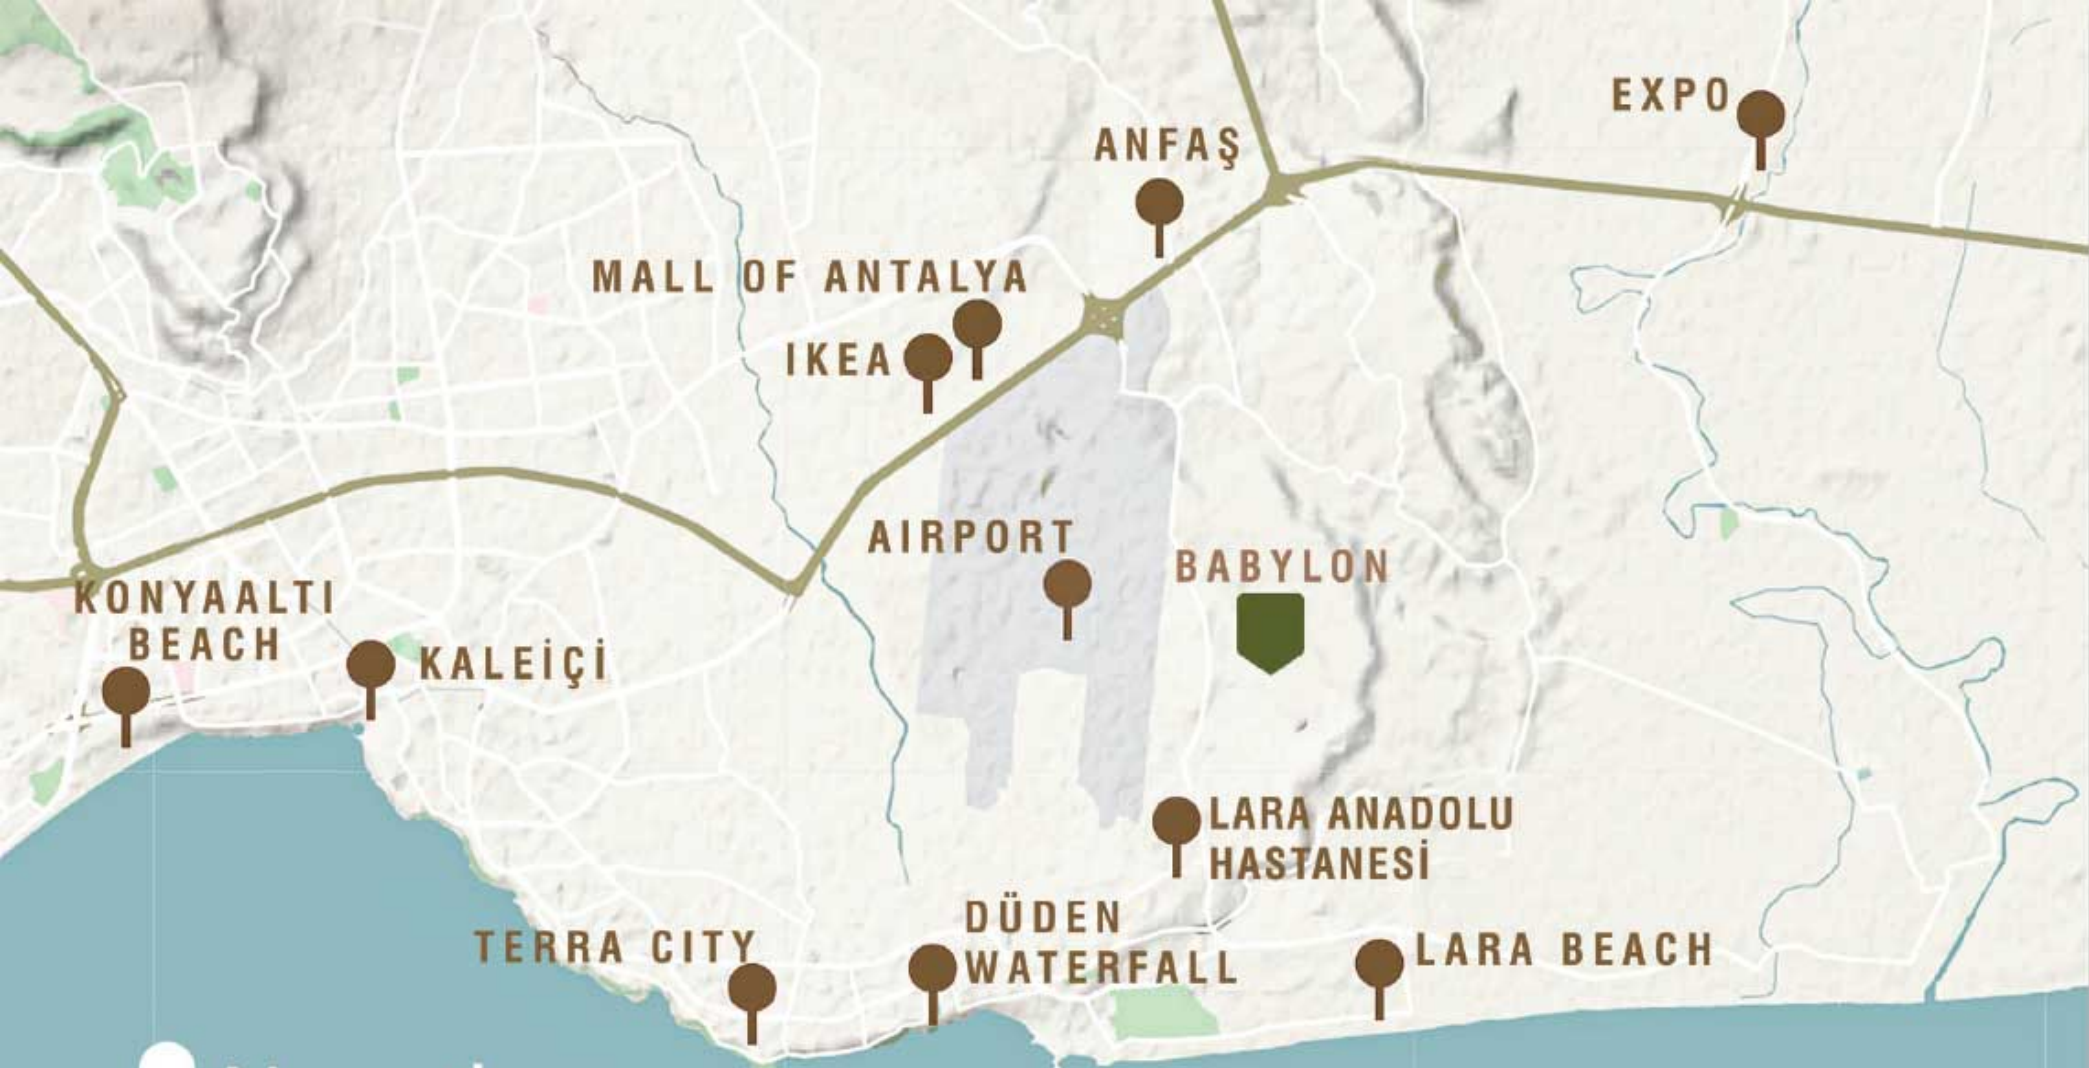 EXPO
ANFAŞ
MALL OF ANTALYA
IKEA
AIRPORT
BABYLON
KONYAALTI
BEACH
KALEİÇİ
LARA ANADOLU
HASTANESİ
DÜDEN
WATERFALL
TERRA CITY
LARA BEACH